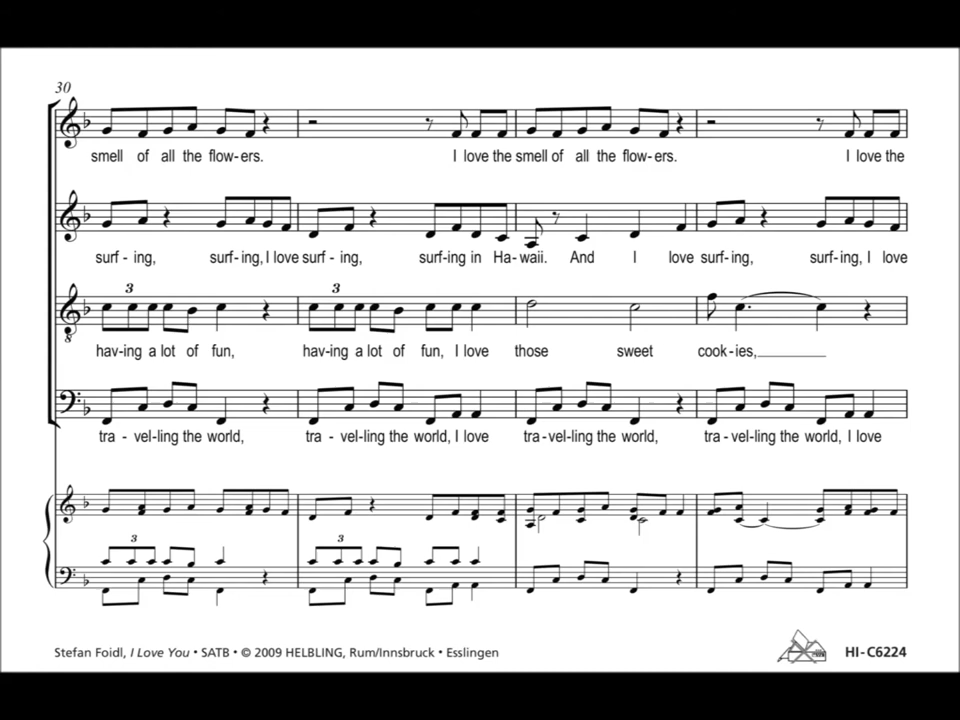 30
smell of all the flow-ers. I love the smell of all the flow-ers. I love the
surf - ing, surf-ing, I love surf - ing, surf-ing in Ha-waii. And I love surf-ing, surf-ing, I love
3 3
8
hav-ing a lot of fun, hav-ing a lot of fun, I love those sweet cook-ies,
tra - vel-ling the world, tra - vel-ling the world, I love tra-vel-ling the world, tra-vel-ling the world, I love
3 3
Stefan Foidl, I Love You • SATB • © 2009 HELBLING, Rum/Innsbruck • Esslingen HI-C6224